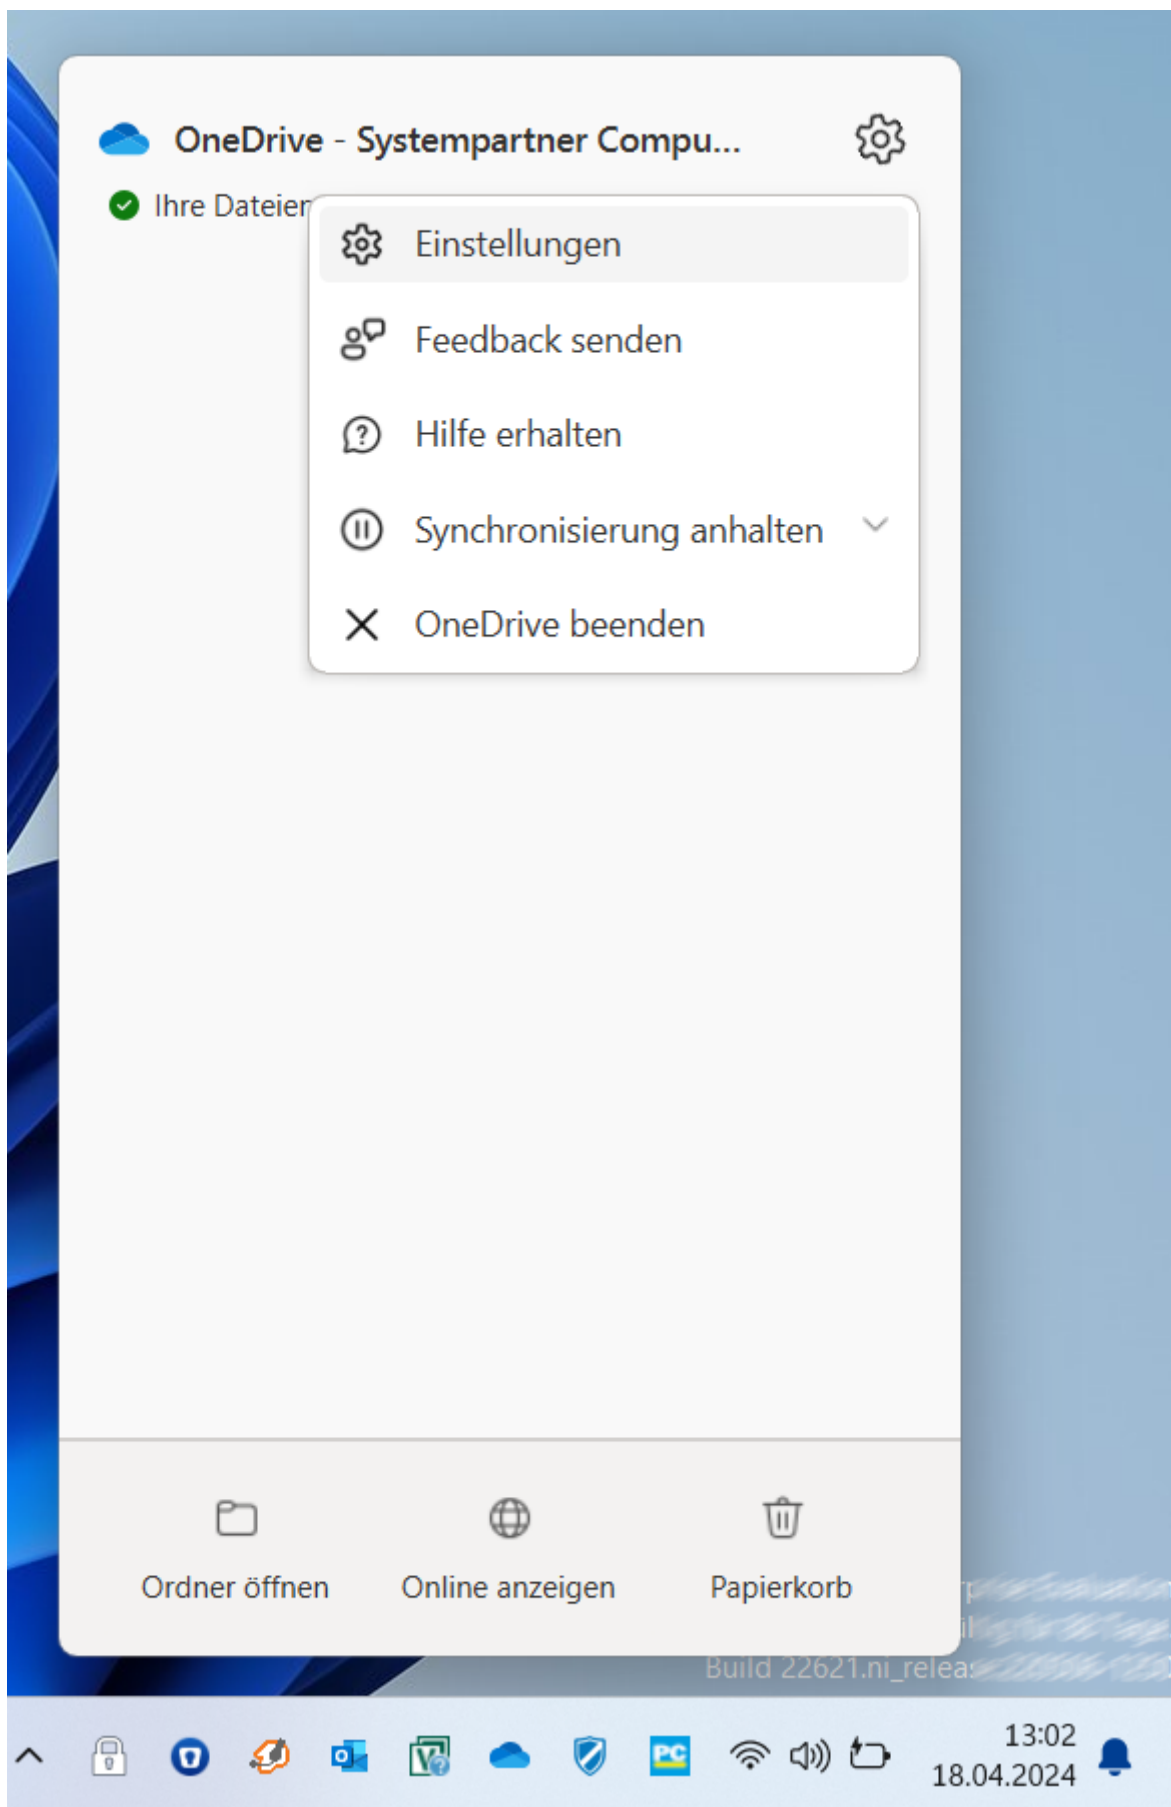 OneDrive - Systempartner Compu...
Ihre Dateien
Einstellungen
Feedback senden
Hilfe erhalten
Synchronisierung anhalten
OneDrive beenden
Ordner öffnen
Online anzeigen
Papierkorb
Build 22621.ni_releas
PC
13:02
18.04.2024